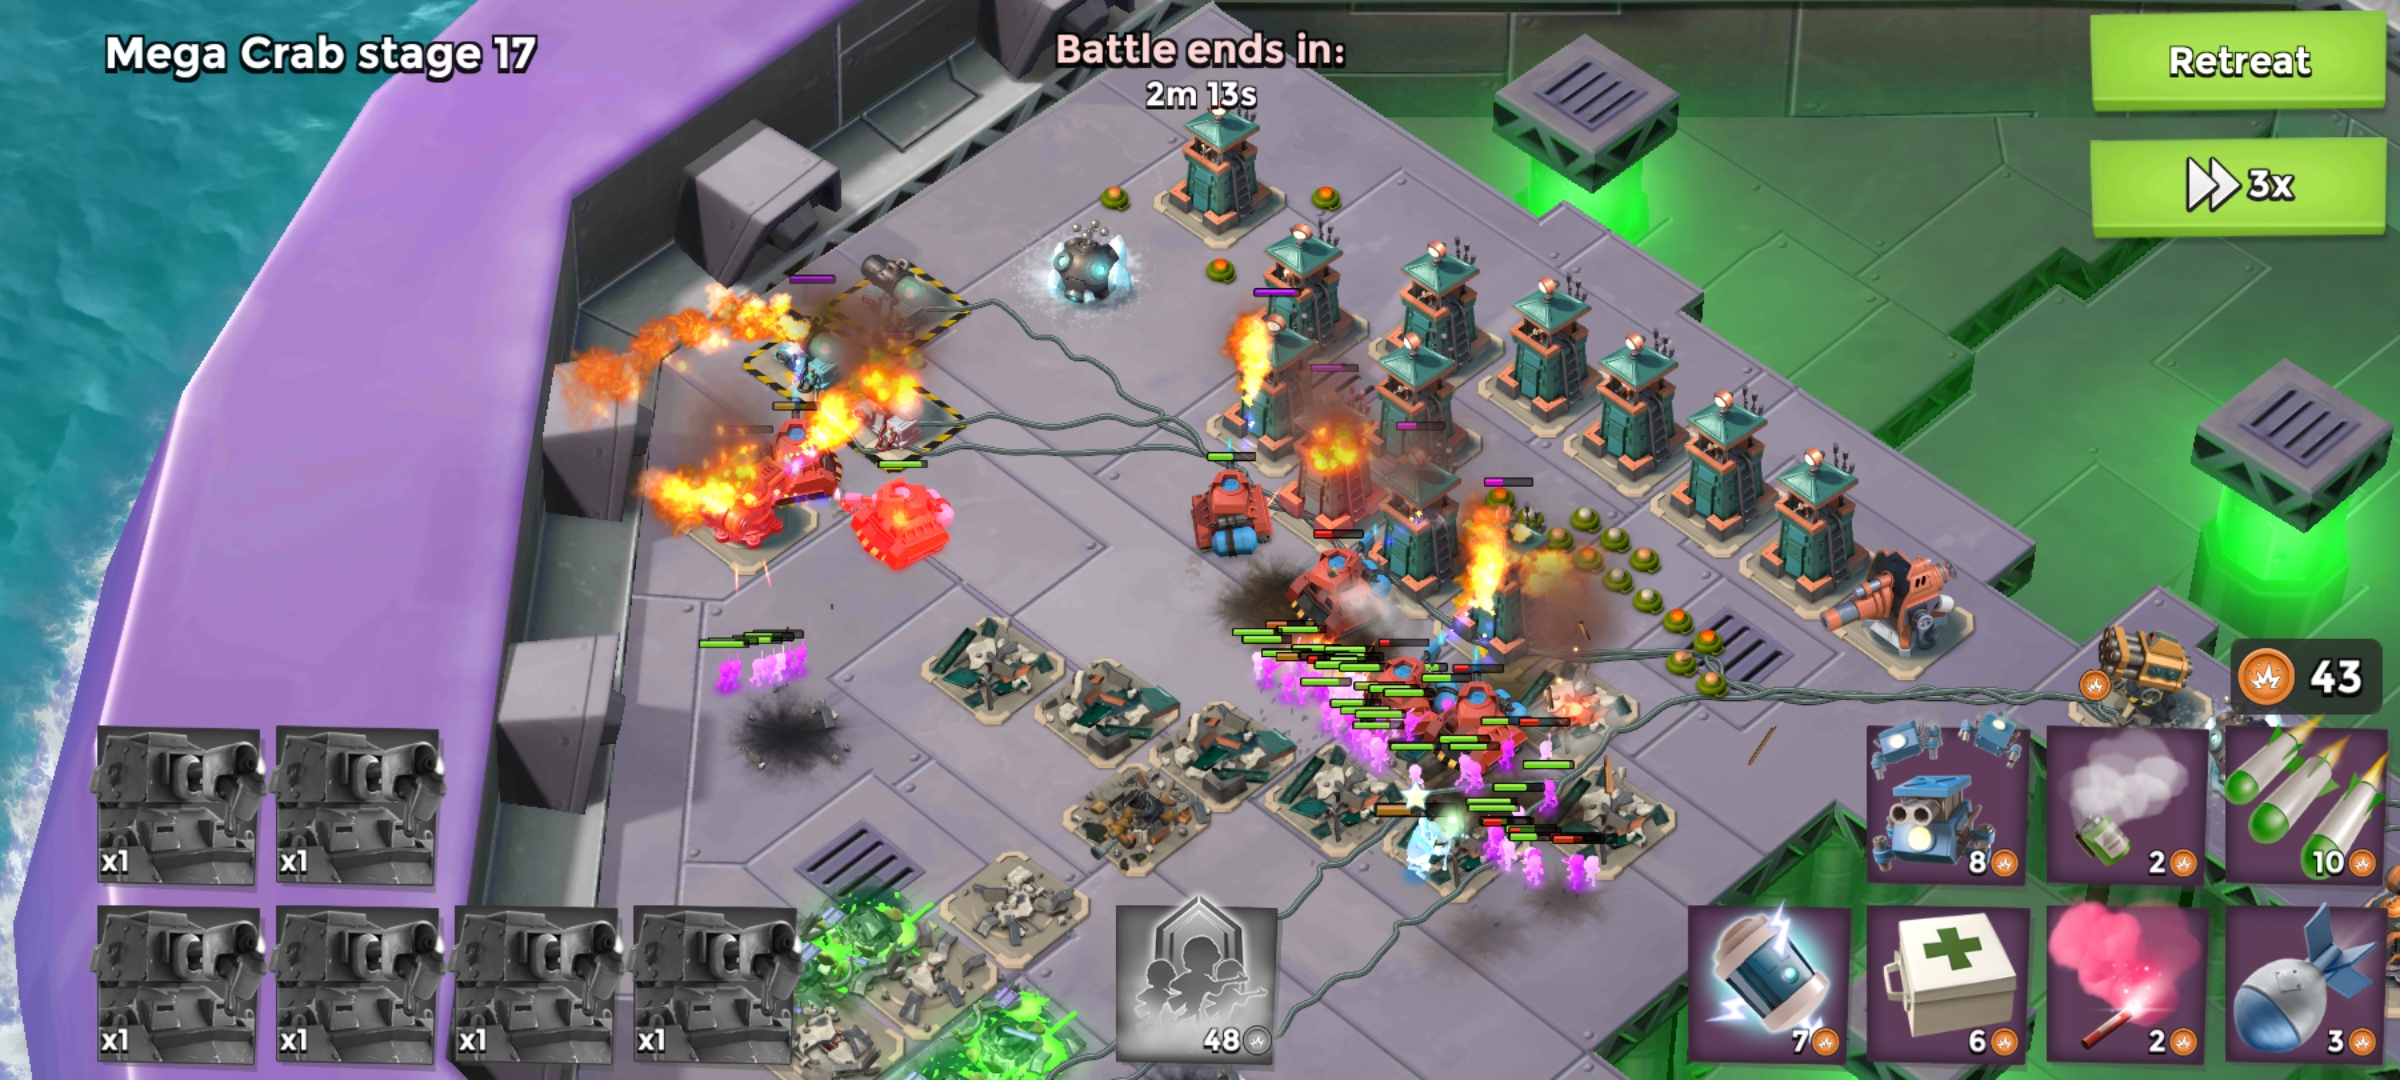 Mega Crab stage 17
Battle ends in:
2m 13s
Retreat
3x
43
8
2
10
x1
x1
x1
x1
x1
x1
48
7
6
2
3